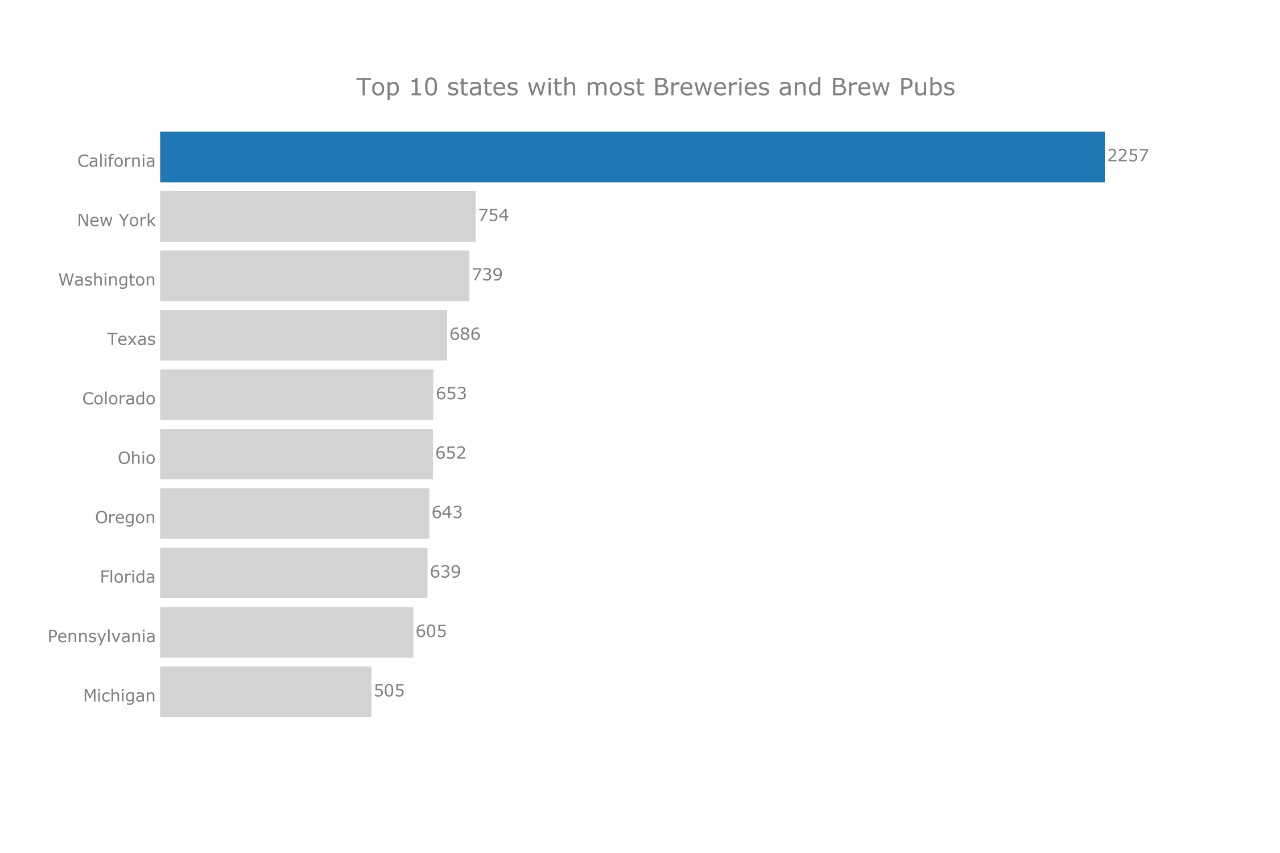 Top 10 states with most Breweries and Brew Pubs
California 2257
New York 754
Washington 739
Texas 686
Colorado 653
Ohio 652
Oregon 643
Florida 639
Pennsylvania 605
Michigan 505